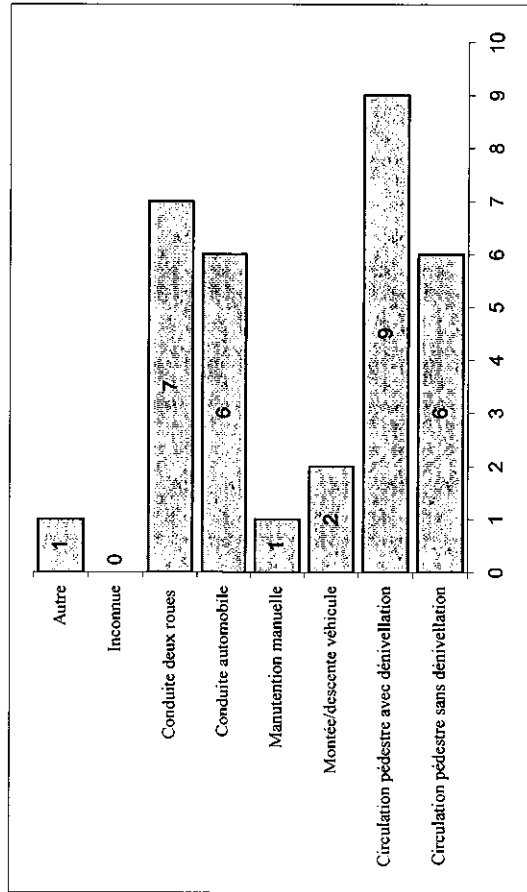 Autre
1
Inconnue
0
Conduite deux roues
7
Conduite automobile
6
Manutention manuelle
1
Montée/descente véhicule
2
Circulation pédestre avec dénivellation
9
Circulation pédestre sans dénivellation
6
0 1 2 3 4 5 6 7 8 9 10